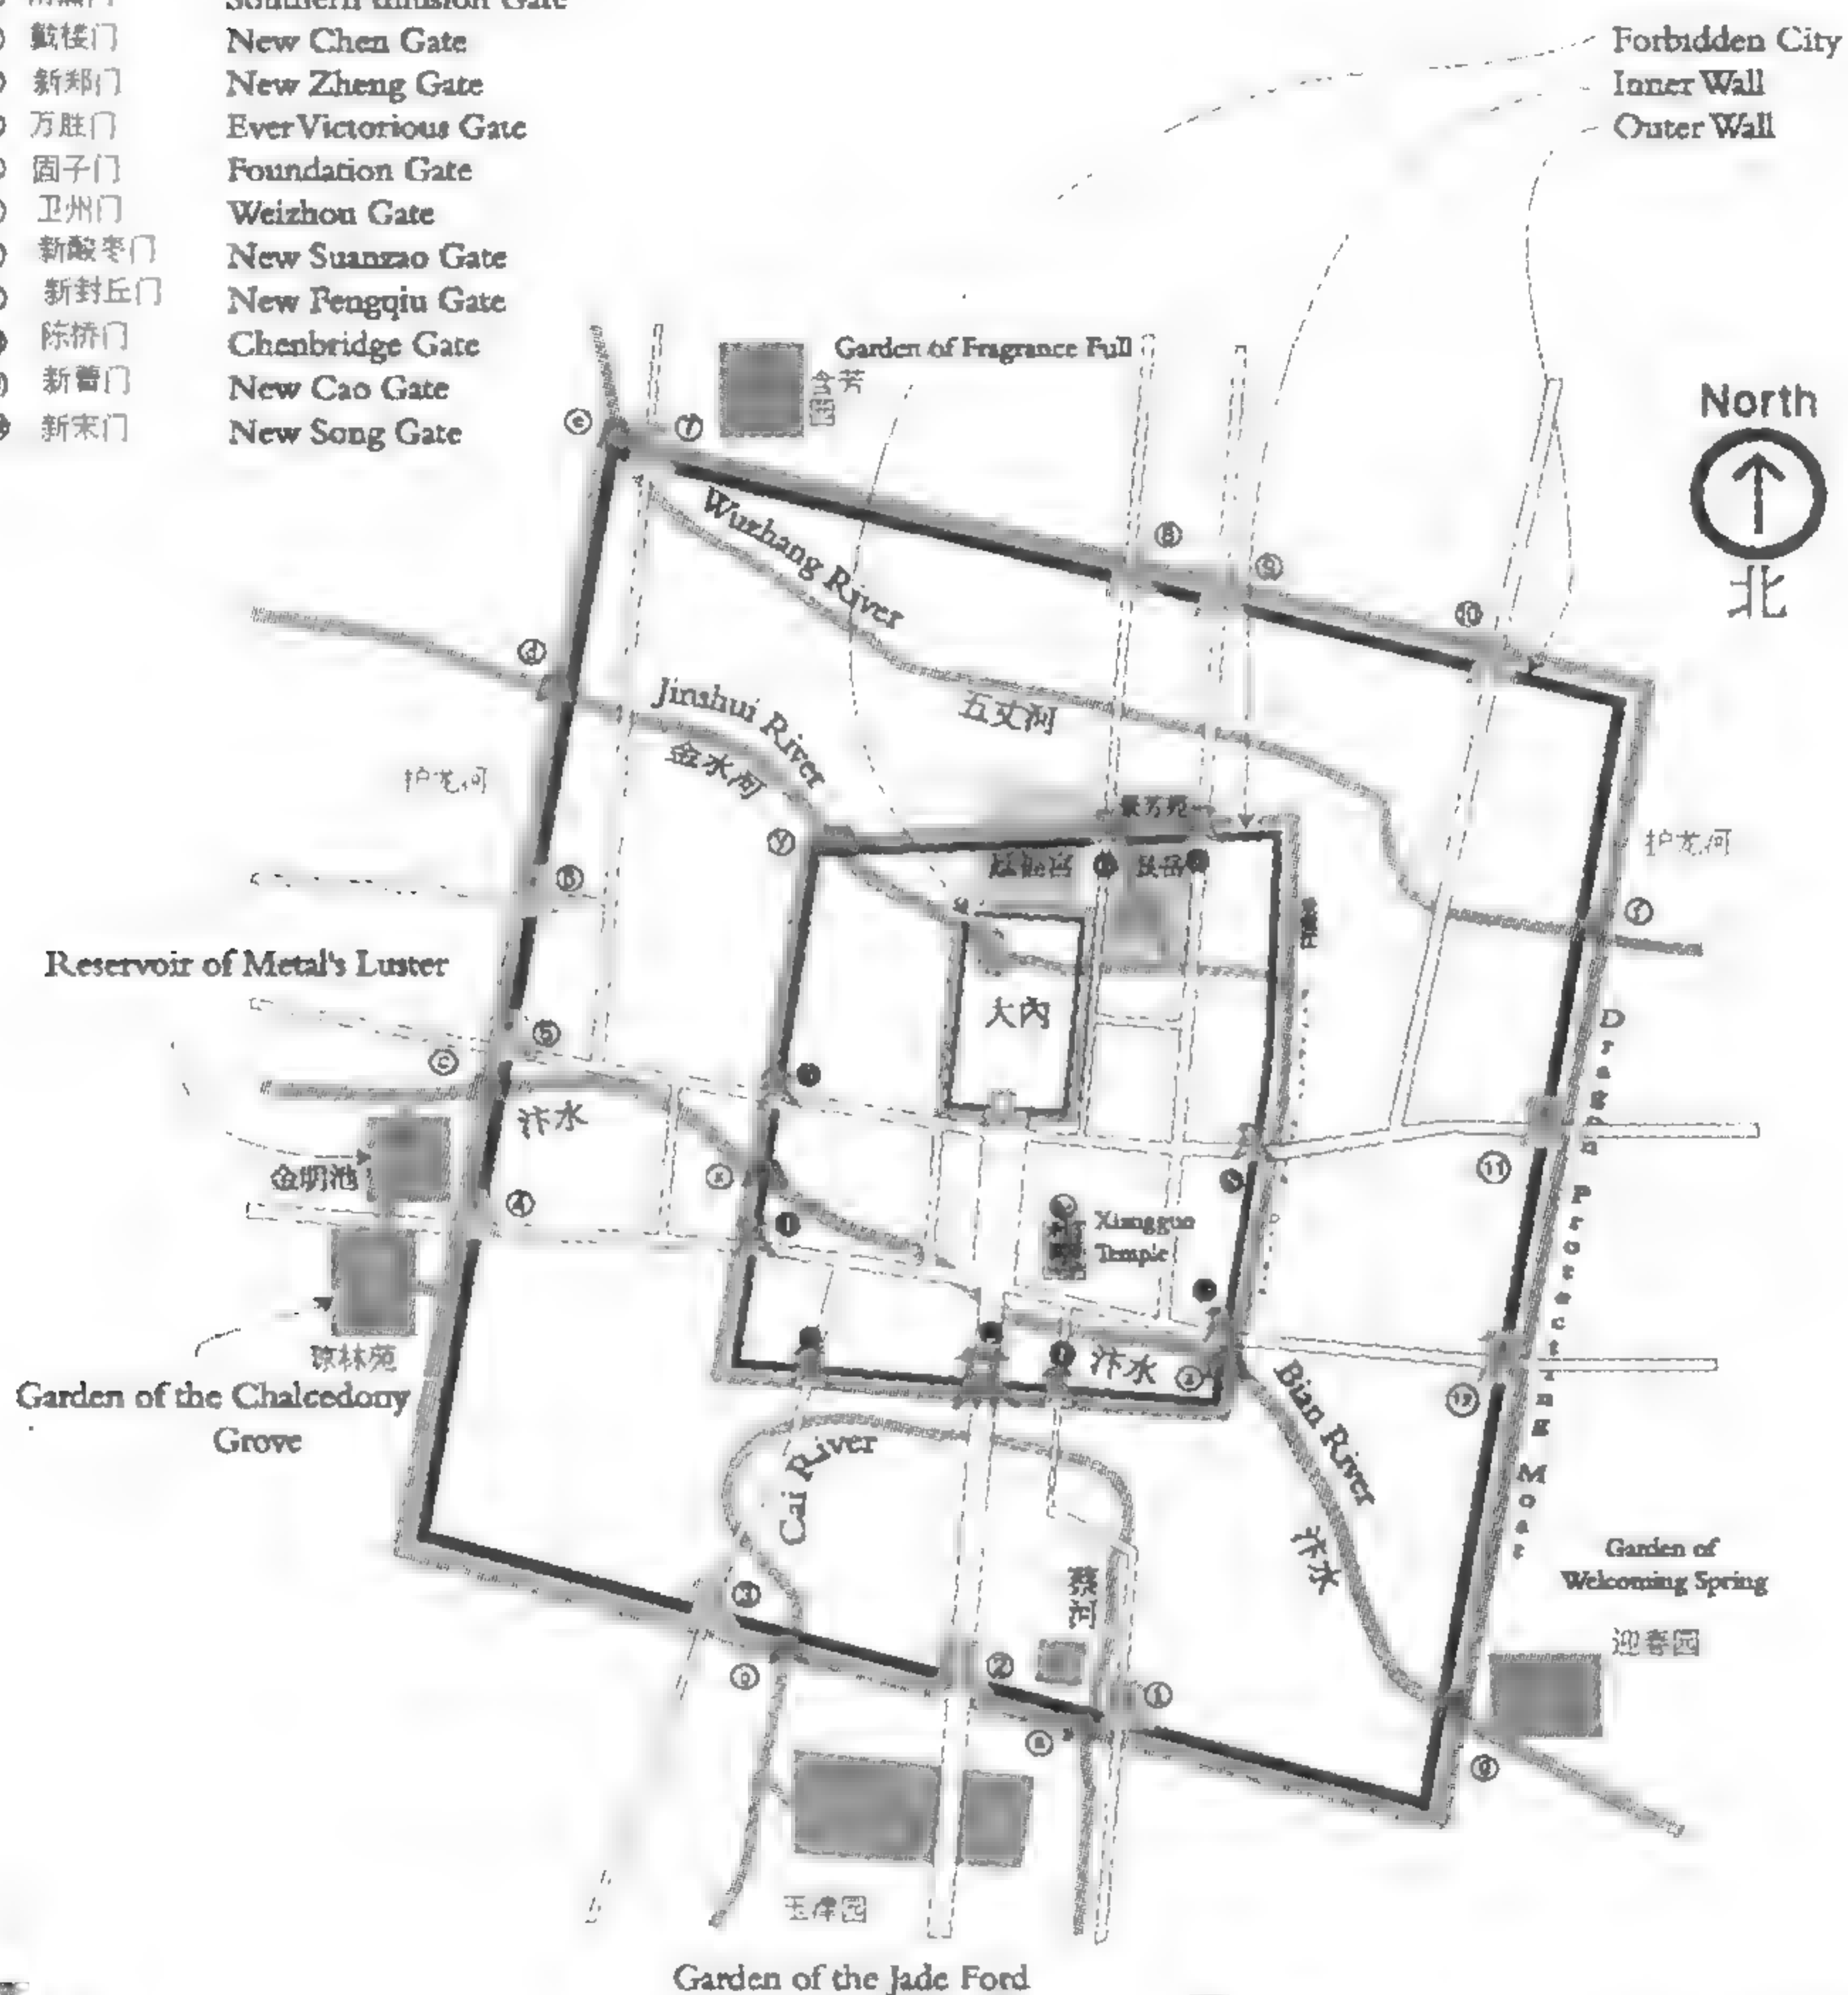 戴楼门 New Chen Gate
新郑门 New Zheng Gate
万胜门 Ever Victorious Gate
固子门 Foundation Gate
卫州门 Weizhou Gate
新酸枣门 New Suanzao Gate
新封丘门 New Fengqiu Gate
陈桥门 Chenbridge Gate
新曹门 New Cao Gate
新宋门 New Song Gate
Forbidden City
Inner Wall
Outer Wall
Garden of Fragrance Full
含芳
园
North
北
Wuzhang River
五丈河
Jinshui River
金水河
护龙河
护龙河
景芳苑
大内
Reservoir of Metal's Luster
金明池
汴水
Xiangguo
Temple
琼林苑
Garden of the Chalcedony
Grove
汴水
Bian River
汴水
Cai River
蔡河
Dragon Protecting Moat
Garden of
Welcoming Spring
迎春园
玉津园
Garden of the Jade Ford